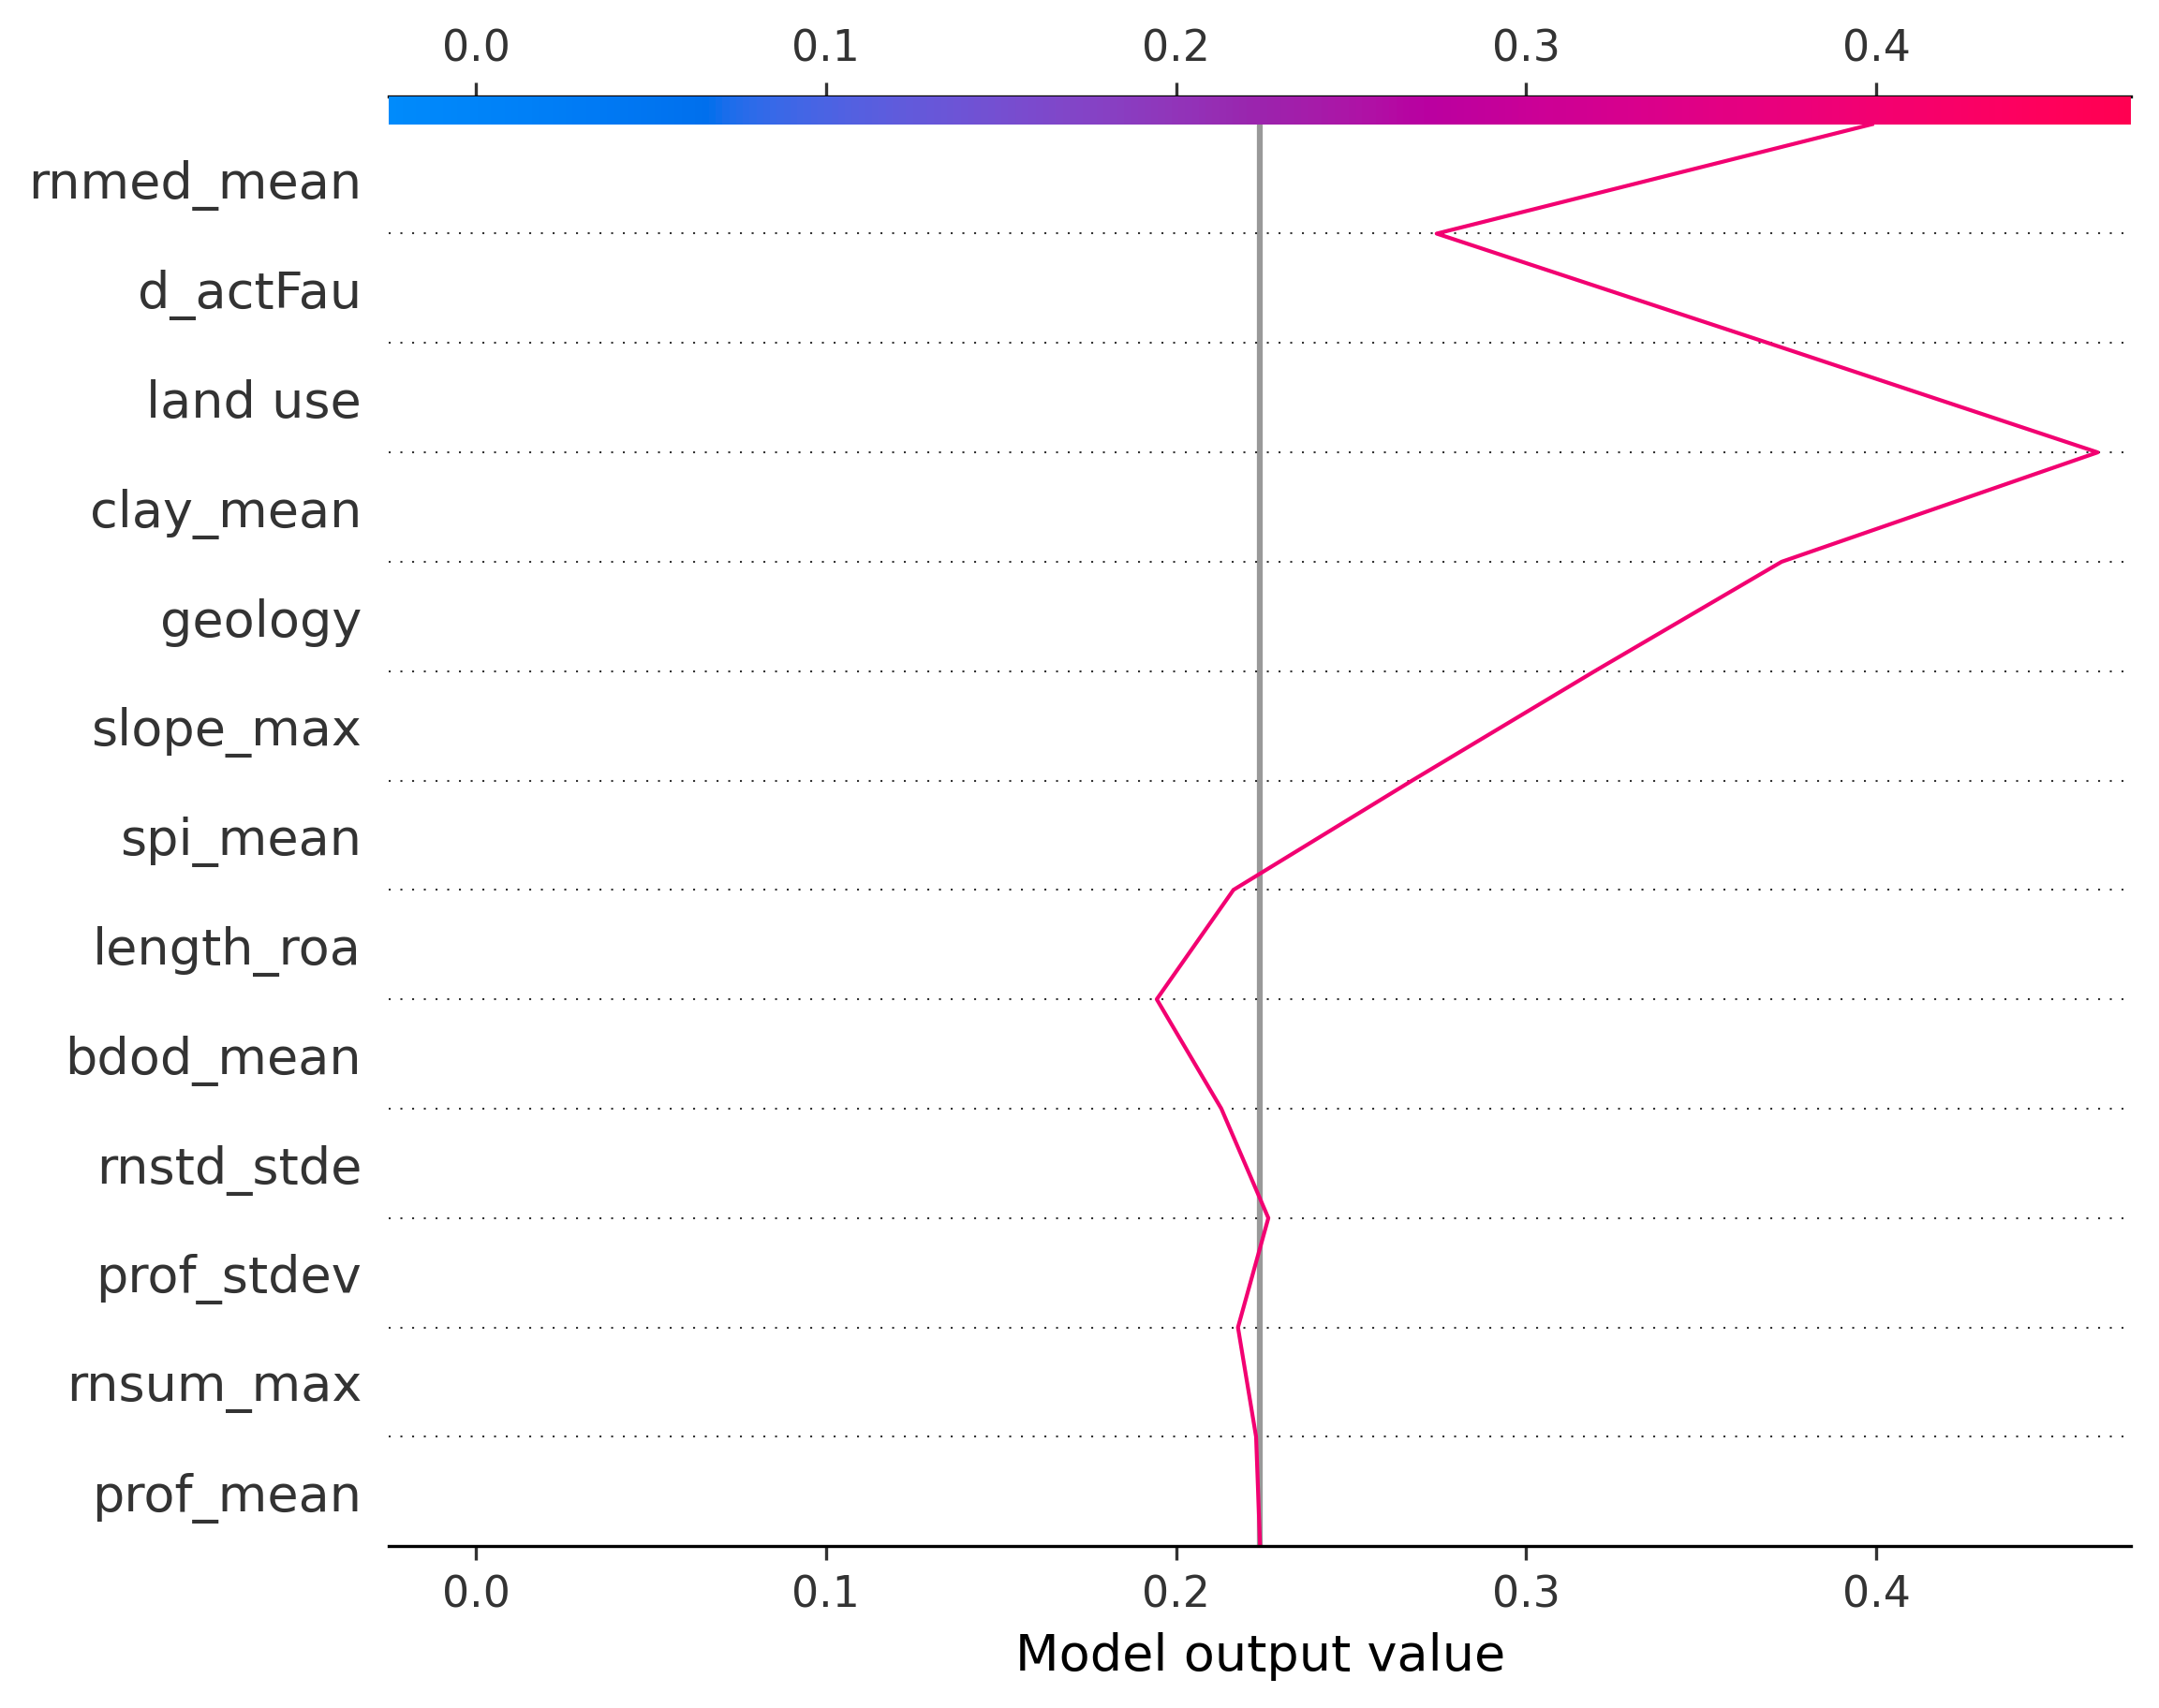 0.0 0.1 0.2 0.3 0.4
rnmed_mean
d_actFau
land use
clay_mean
geology
slope_max
spi_mean
length_roa
bdod_mean
rnstd_stde
prof_stdev
rnsum_max
prof_mean
0.0 0.1 0.2 0.3 0.4
Model output value